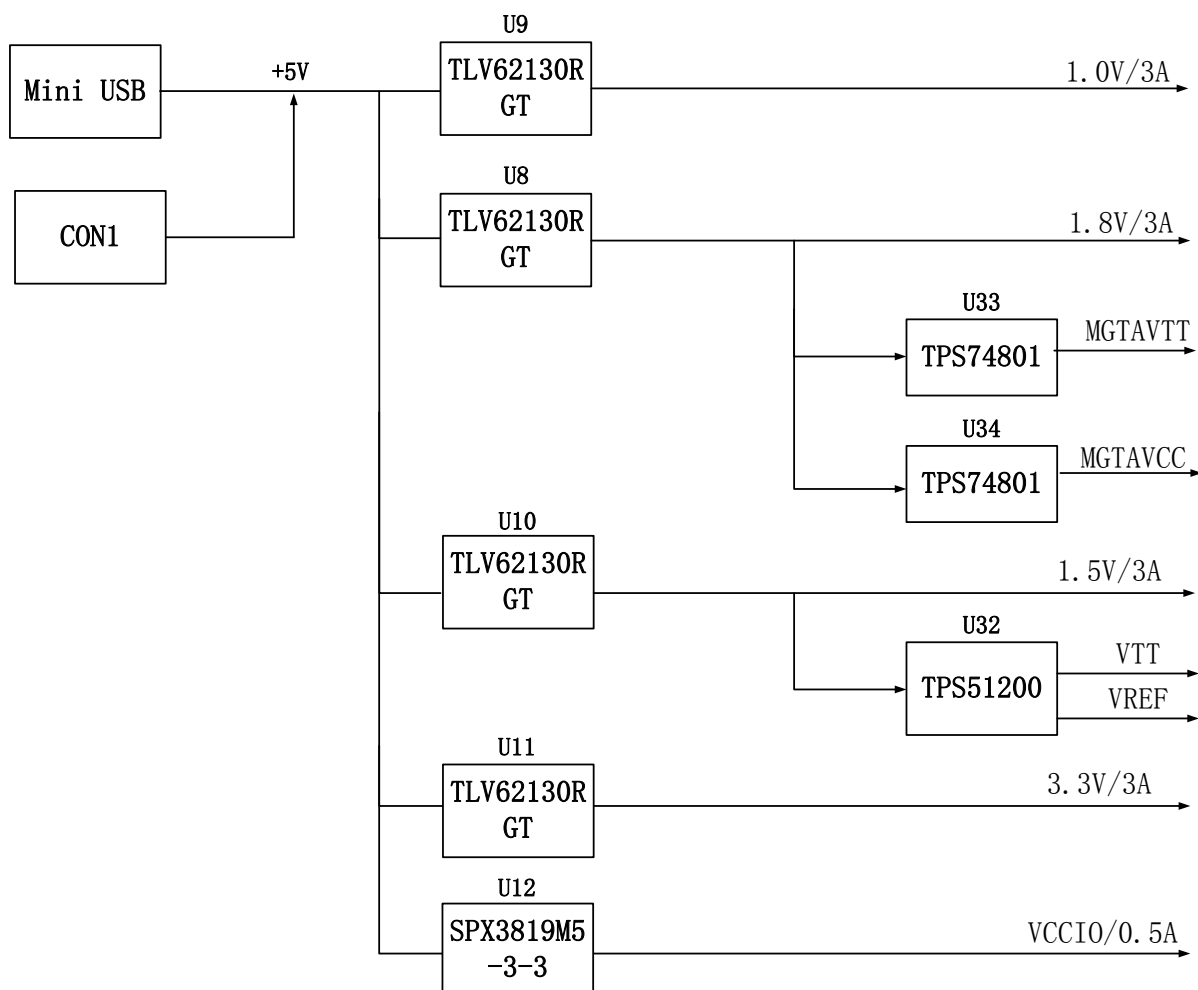 U9
Mini USB
+5V
TLV62130R
GT
1.0V/3A
CON1
U8
TLV62130R
GT
1.8V/3A
U33
TPS74801
MGTAVTT
U34
TPS74801
MGTAVCC
U10
TLV62130R
GT
1.5V/3A
U32
TPS51200
VTT
VREF
U11
TLV62130R
GT
3.3V/3A
U12
SPX3819M5
-3-3
VCCIO/0.5A